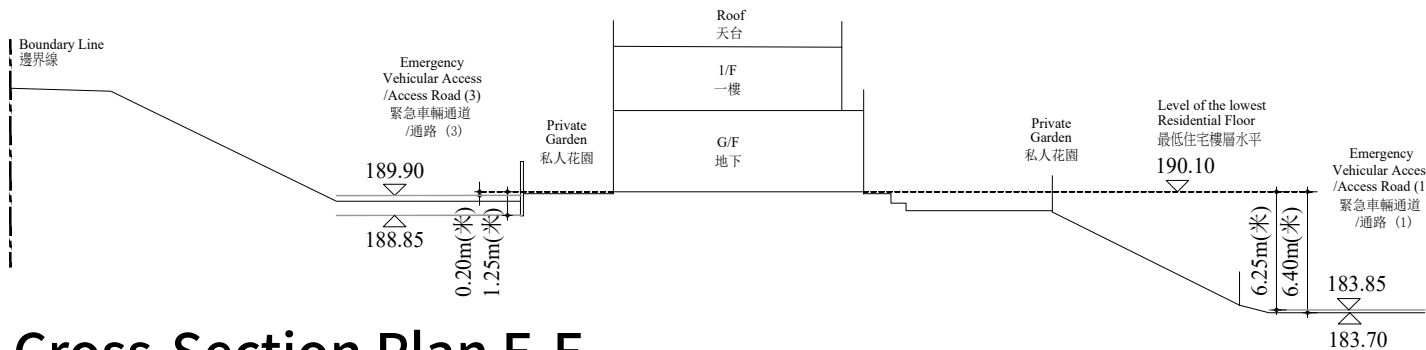 Boundary Line
邊界線
Emergency
Vehicular Access
/Access Road (3)
緊急車輛通道
/通路（3）
189.90
188.85
0.20m(米)
1.25m(米)
Private
Garden
私人花園
Roof
天台
1/F
一樓
G/F
地下
Private
Garden
私人花園
Level of the lowest
Residential Floor
最低住宅樓層水平
190.10
Emergency
Vehicular Acces
/Access Road (1
緊急車輛通道
/通路（1）
6.25m(米)
6.40m(米)
183.85
183.70
Cross-Section Plan